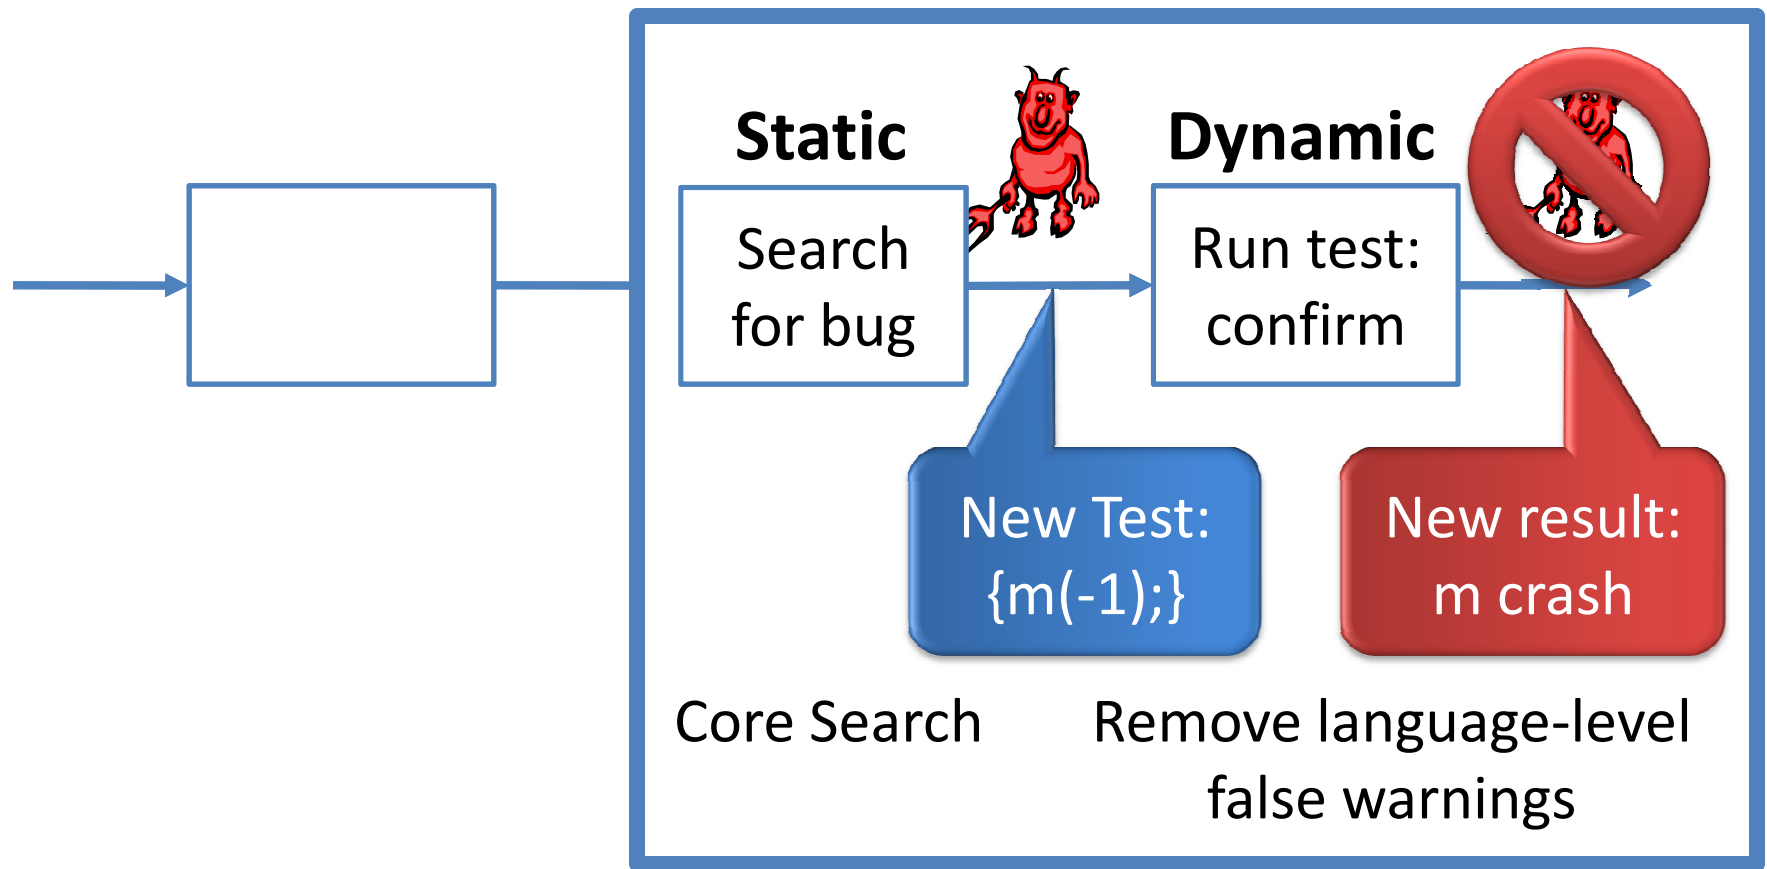 Static
Dynamic
Search
for bug
Run test:
confirm
New Test:
{m(-1);}
New result:
m crash
Core Search
Remove language-level
false warnings